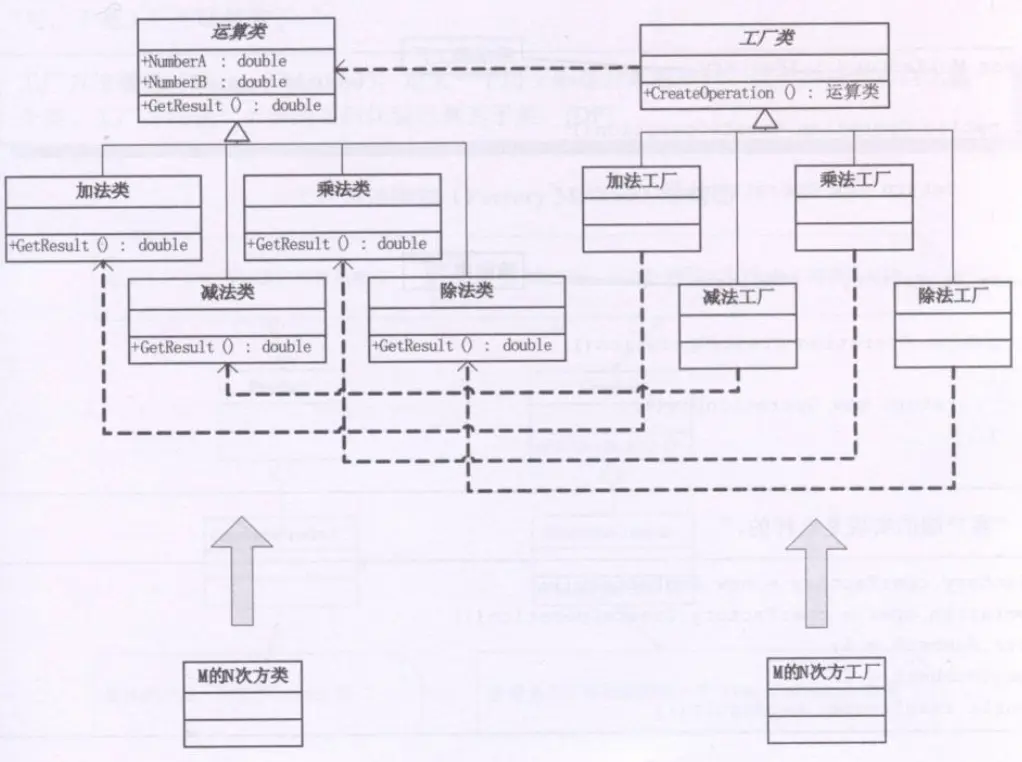 运算类
+NumberA : double
+NumberB : double
+GetResult () : double
工厂类
+CreateOperation () : 运算类
加法类
+GetResult () : double
乘法类
+GetResult () : double
加法工厂
乘法工厂
减法类
+GetResult () : double
除法类
+GetResult () : double
减法工厂
除法工厂
M的N次方类
M的N次方工厂